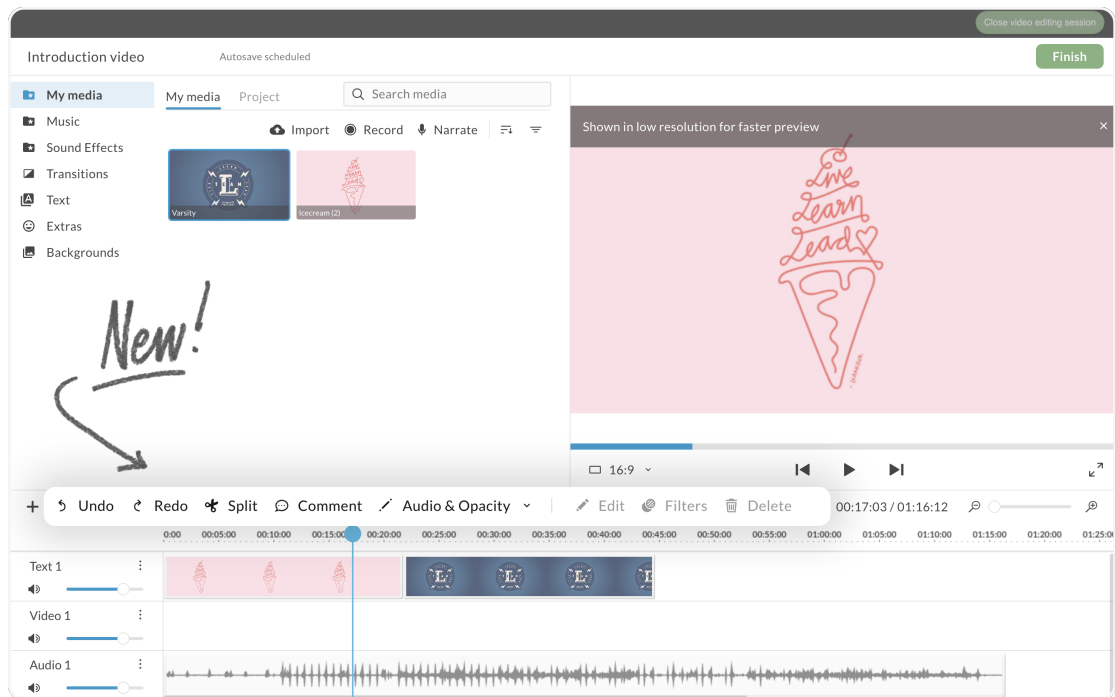 Close video editing session
Introduction video
Autosave scheduled
Finish
My media
Music
Sound Effects
Transitions
Text
Extras
Backgrounds
My media Project
Search media
Import Record Narrate
Varsity
Icecream (2)
Shown in low resolution for faster preview
Live
Learn
Lead
16:9
New!
Undo Redo Split Comment Audio & Opacity Edit Filters Delete
00:17:03 / 01:16:12
0:00 00:05:00 00:10:00 00:15:00 00:20:00 00:25:00 00:30:00 00:35:00 00:40:00 00:45:00 00:50:00 00:55:00 01:00:00 01:05:00 01:10:00 01:15:00 01:20:00 01:25:0
Text 1
Video 1
Audio 1